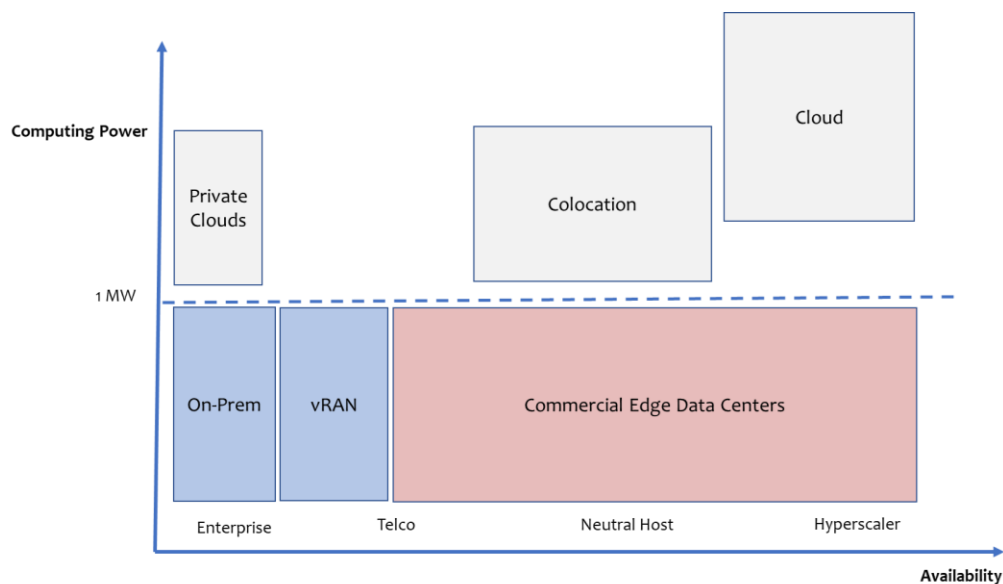 Cloud
Computing Power
Private
Clouds
Colocation
1 MW
On-Prem
vRAN
Commercial Edge Data Centers
Enterprise
Telco
Neutral Host
Hyperscaler
Availability